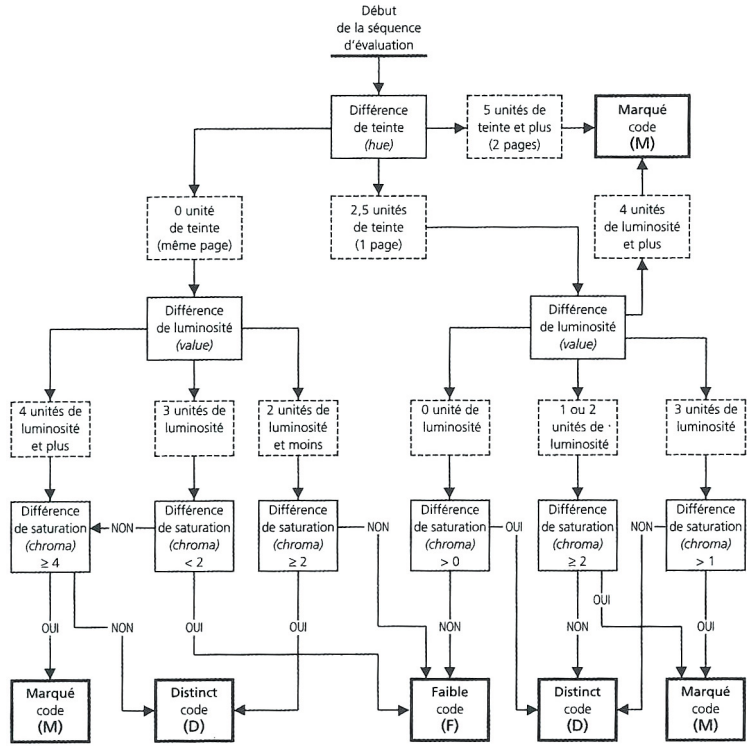 Début
de la séquence
d'évaluation
Différence
de teinte
(hue)
5 unités de
teinte et plus
(2 pages)
Marqué
code
(M)
0 unité
de teinte
(même page)
2,5 unités
de teinte
(1 page)
4 unités
de luminosité
et plus
Différence
de luminosité
(value)
Différence
de luminosité
(value)
4 unités de
luminosité
et plus
3 unités de
luminosité
2 unités de
luminosité
et moins
0 unité de
luminosité
1 ou 2
unités de
luminosité
3 unités de
luminosité
Différence
de saturation
(chroma)
≥ 4
NON
Différence
de saturation
(chroma)
< 2
Différence
de saturation
(chroma)
≥ 2
NON
Différence
de saturation
(chroma)
> 0
OUI
Différence
de saturation
(chroma)
≥ 2
NON
Différence
de saturation
(chroma)
> 1
OUI
OUI
NON
OUI
OUI
NON
NON
OUI
Marqué
code
(M)
Distinct
code
(D)
Faible
code
(F)
Distinct
code
(D)
Marqué
code
(M)